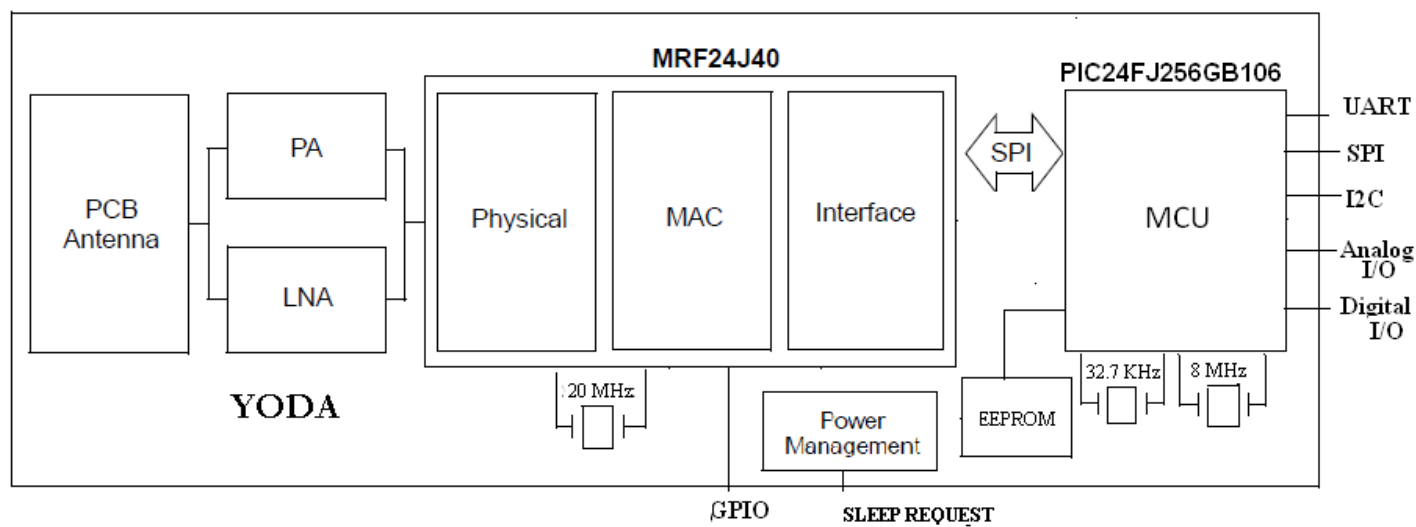 MRF24J40
PIC24FJ256GB106
PCB
Antenna
PA
LNA
Physical
MAC
Interface
SPI
MCU
UART
SPI
I2C
Analog
I/O
Digital
I/O
YODA
20 MHz
Power
Management
EEPROM
32.7 KHz
8 MHz
GPIO
SLEEP REQUEST